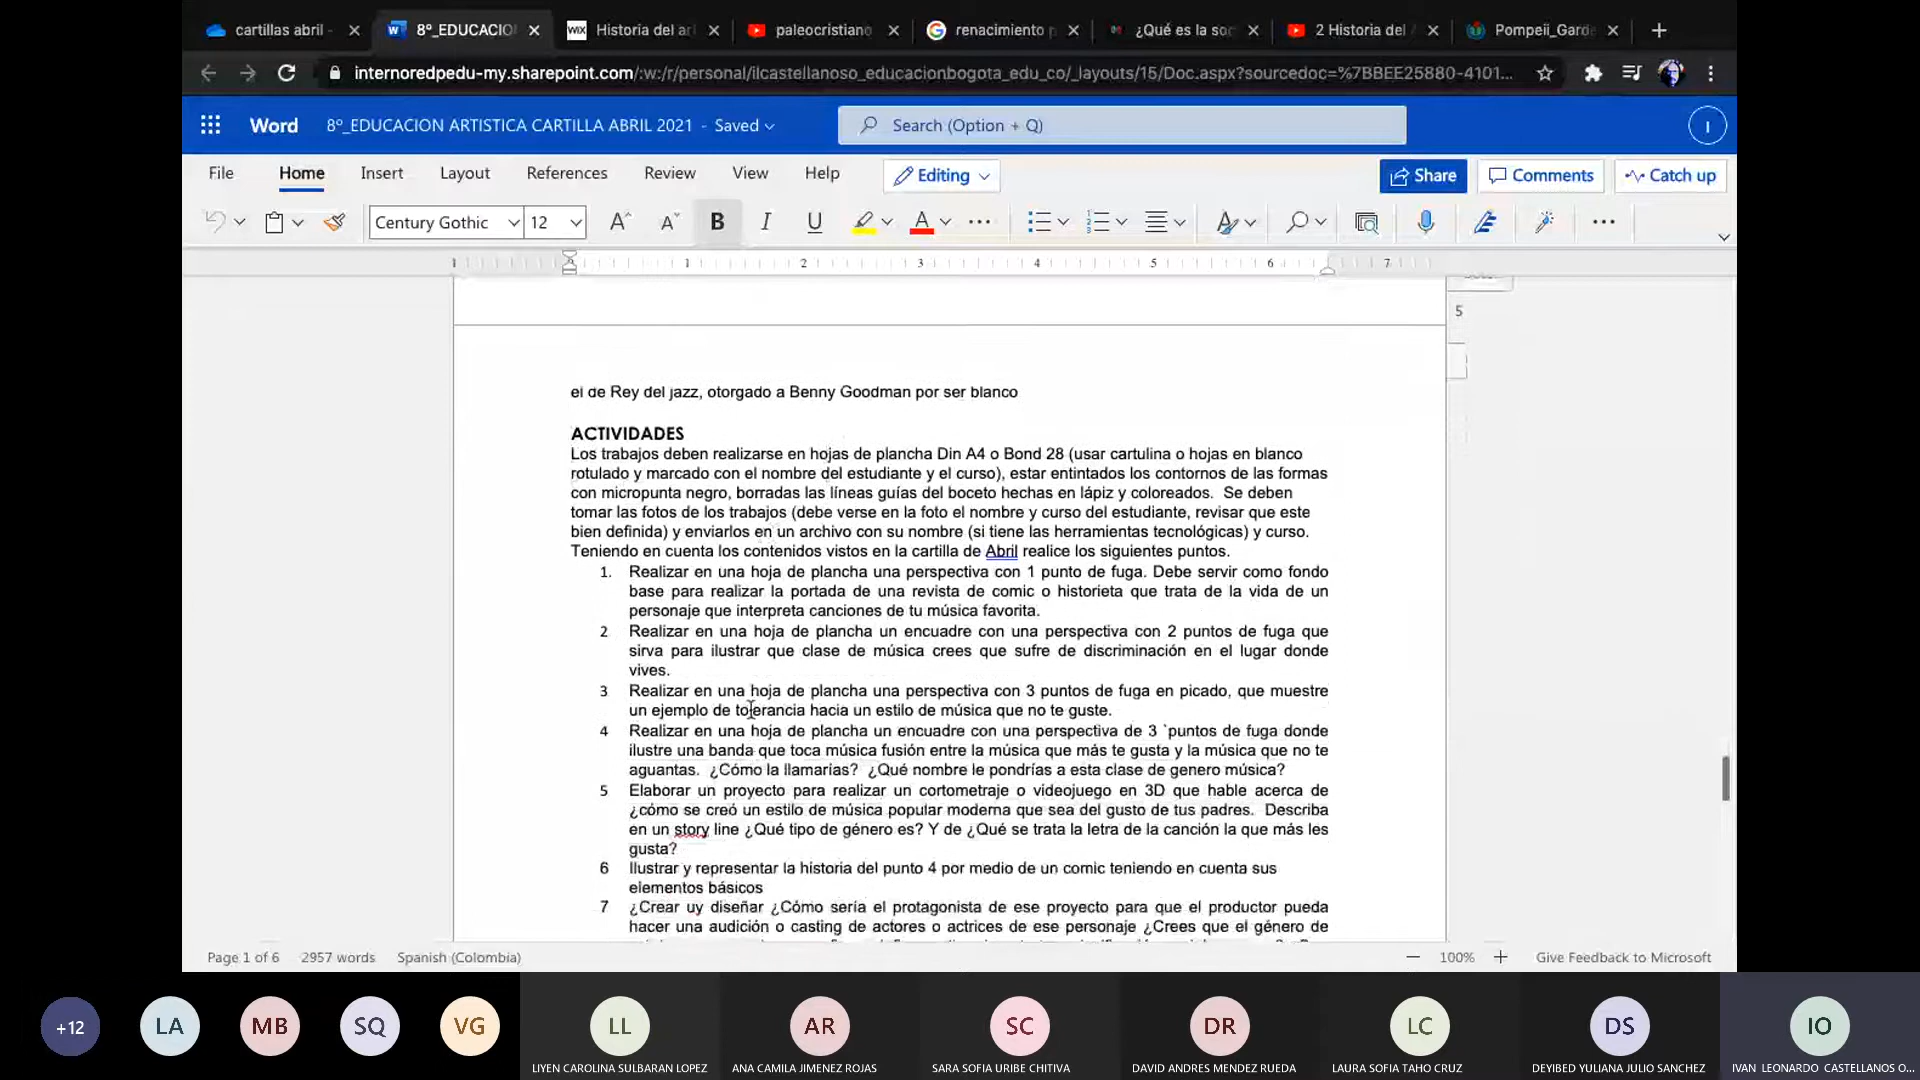 cartillas abril -
8º_EDUCACIO
WIX
Historia del ar
paleocristiano
renacimiento p
¿Qué es la soc
2 Historia del
Pompeii_Garde
internoredpedu-my.sharepoint.com/:w:/r/personal/ilcastellanoso_educacionbogota_edu_co/_layouts/15/Doc.aspx?sourcedoc=%7BBEE25880-4101...
Word
8º_EDUCACION ARTISTICA CARTILLA ABRIL 2021 - Saved
Search (Option + Q)
I
File
Home
Insert
Layout
References
Review
View
Help
Editing
Share
Comments
Catch up
Century Gothic
12
B
I
U
1 1 2 3 4 5 6 7
5
el de Rey del jazz, otorgado a Benny Goodman por ser blanco
ACTIVIDADES
Los trabajos deben realizarse en hojas de plancha Din A4 o Bond 28 (usar cartulina o hojas en blanco
rotulado y marcado con el nombre del estudiante y el curso), estar entintados los contornos de las formas
con micropunta negro, borradas las líneas guías del boceto hechas en lápiz y coloreados. Se deben
tomar las fotos de los trabajos (debe verse en la foto el nombre y curso del estudiante, revisar que este
bien definida) y enviarlos en un archivo con su nombre (si tiene las herramientas tecnológicas) y curso.
Teniendo en cuenta los contenidos vistos en la cartilla de Abril realice los siguientes puntos.
1. Realizar en una hoja de plancha una perspectiva con 1 punto de fuga. Debe servir como fondo
base para realizar la portada de una revista de comic o historieta que trata de la vida de un
personaje que interpreta canciones de tu música favorita.
2 Realizar en una hoja de plancha un encuadre con una perspectiva con 2 puntos de fuga que
sirva para ilustrar que clase de música crees que sufre de discriminación en el lugar donde
vives.
3 Realizar en una hoja de plancha una perspectiva con 3 puntos de fuga en picado, que muestre
un ejemplo de tolerancia hacia un estilo de música que no te guste.
4 Realizar en una hoja de plancha un encuadre con una perspectiva de 3 `puntos de fuga donde
ilustre una banda que toca música fusión entre la música que más te gusta y la música que no te
aguantas. ¿Cómo la llamarías? ¿Qué nombre le pondrías a esta clase de genero música?
5 Elaborar un proyecto para realizar un cortometraje o videojuego en 3D que hable acerca de
¿cómo se creó un estilo de música popular moderna que sea del gusto de tus padres. Describa
en un story line ¿Qué tipo de género es? Y de ¿Qué se trata la letra de la canción la que más les
gusta?
6 Ilustrar y representar la historia del punto 4 por medio de un comic teniendo en cuenta sus
elementos básicos
7 ¿Crear uy diseñar ¿Cómo sería el protagonista de ese proyecto para que el productor pueda
hacer una audición o casting de actores o actrices de ese personaje ¿Crees que el género de
Page 1 of 6
2957 words
Spanish (Colombia)
100%
Give Feedback to Microsoft
+12
LA
MB
SQ
VG
LL
AR
SC
DR
LC
DS
IO
LIYEN CAROLINA SULBARAN LOPEZ
ANA CAMILA JIMENEZ ROJAS
SARA SOFIA URIBE CHITIVA
DAVID ANDRES MENDEZ RUEDA
LAURA SOFIA TAHO CRUZ
DEYIBED YULIANA JULIO SANCHEZ
IVAN LEONARDO CASTELLANOS O...